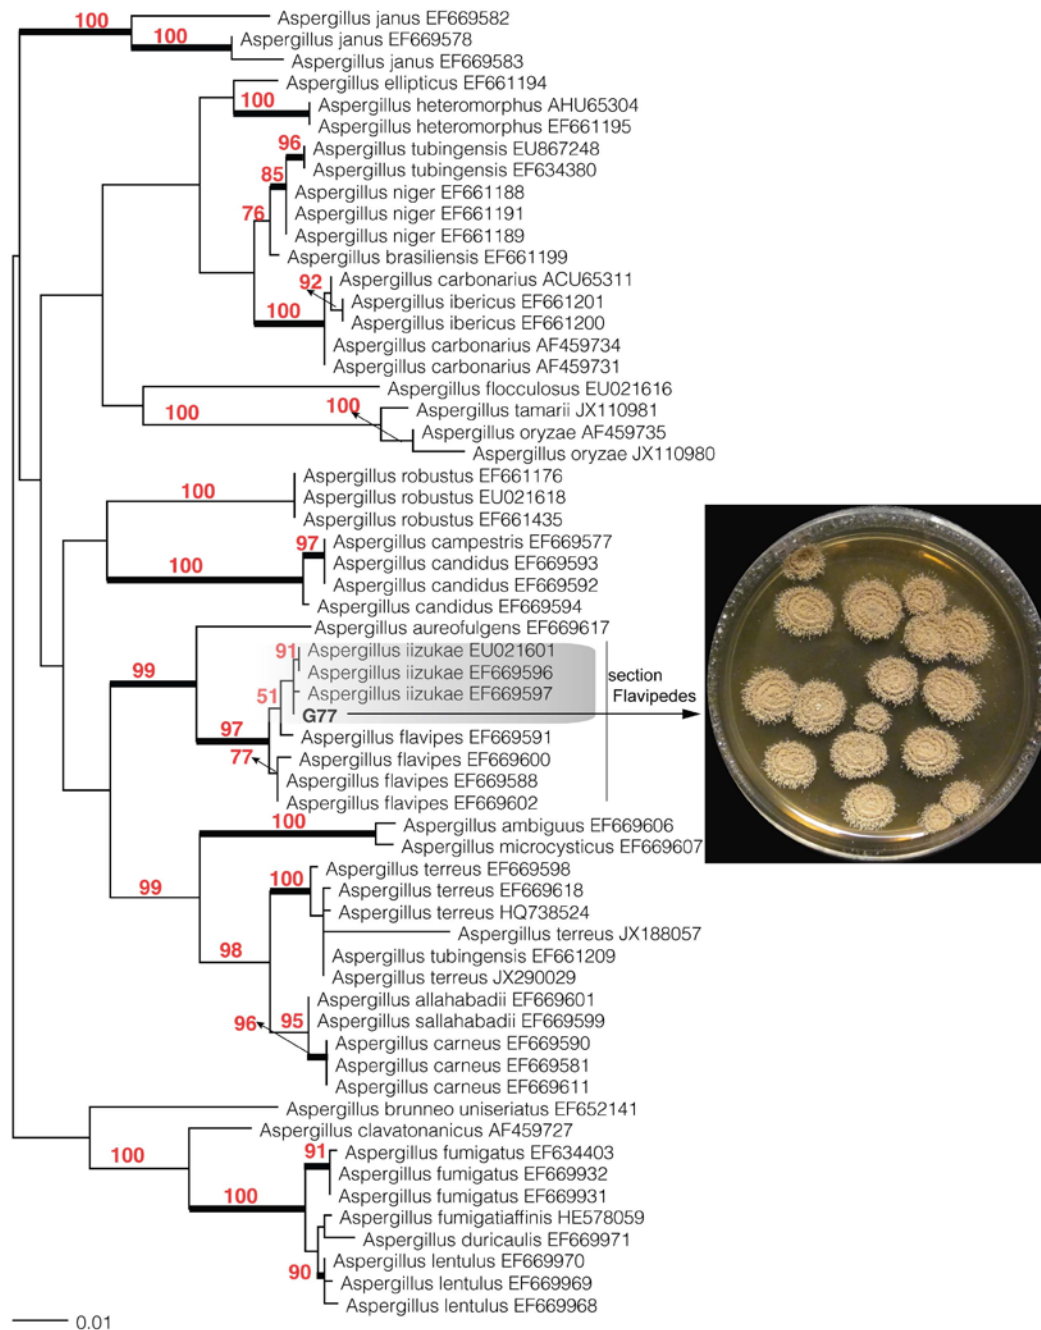 100
Aspergillus janus EF669582
100
Aspergillus janus EF669578
Aspergillus janus EF669583
Aspergillus ellipticus EF661194
100
Aspergillus heteromorphus AHU65304
Aspergillus heteromorphus EF661195
96
Aspergillus tubingensis EU867248
Aspergillus tubingensis EF634380
85
Aspergillus niger EF661188
76
Aspergillus niger EF661191
Aspergillus niger EF661189
Aspergillus brasiliensis EF661199
92
Aspergillus carbonarius ACU65311
Aspergillus ibericus EF661201
100
Aspergillus ibericus EF661200
Aspergillus carbonarius AF459734
Aspergillus carbonarius AF459731
Aspergillus flocculosus EU021616
100
100
Aspergillus tamarii JX110981
Aspergillus oryzae AF459735
Aspergillus oryzae JX110980
Aspergillus robustus EF661176
100
Aspergillus robustus EU021618
Aspergillus robustus EF661435
97
Aspergillus campestris EF669577
100
Aspergillus candidus EF669593
Aspergillus candidus EF669592
Aspergillus candidus EF669594
Aspergillus aureofulgens EF669617
91
Aspergillus iizukae EU021601
99
Aspergillus iizukae EF669596
section
Flavipedes
51
Aspergillus iizukae EF669597
G77
97
Aspergillus flavipes EF669591
77
Aspergillus flavipes EF669600
Aspergillus flavipes EF669588
Aspergillus flavipes EF669602
100
Aspergillus ambiguus EF669606
Aspergillus microcysticus EF669607
Aspergillus terreus EF669598
100
99
Aspergillus terreus EF669618
Aspergillus terreus HQ738524
Aspergillus terreus JX188057
98
Aspergillus tubingensis EF661209
Aspergillus terreus JX290029
Aspergillus allahabadii EF669601
96
95
Aspergillus sallahabadii EF669599
Aspergillus carneus EF669590
Aspergillus carneus EF669581
Aspergillus carneus EF669611
Aspergillus brunneo uniseriatus EF652141
Aspergillus clavatonanicus AF459727
100
91
Aspergillus fumigatus EF634403
Aspergillus fumigatus EF669932
100
Aspergillus fumigatus EF669931
Aspergillus fumigatiaffinis HE578059
Aspergillus duricaulis EF669971
90
Aspergillus lentulus EF669970
Aspergillus lentulus EF669969
Aspergillus lentulus EF669968
0.01